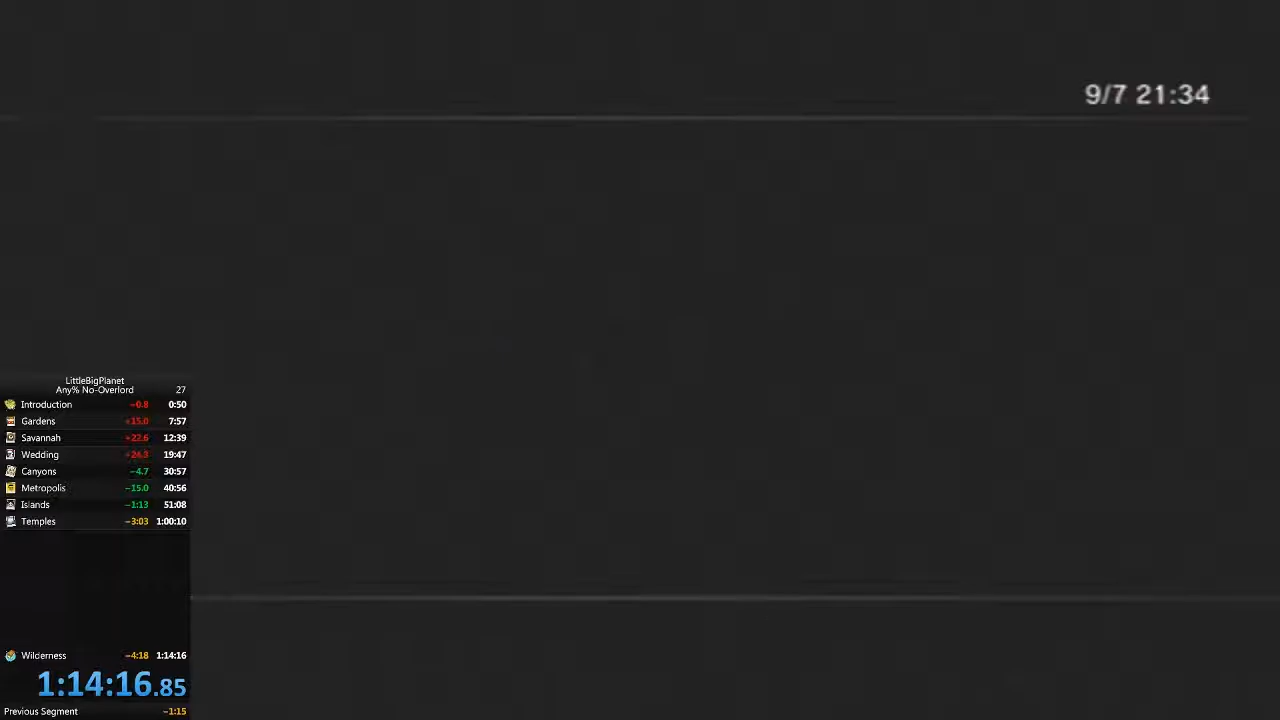 9/7 21:34
LittleBigPlanet
Any% No-Overlord 27
Introduction −0.8 0:50
Gardens +15.0 7:57
Savannah +22.6 12:39
Wedding +24.3 19:47
Canyons −4.7 30:57
Metropolis −15.0 40:56
Islands −1:13 51:08
Temples −3:03 1:00:10
Wilderness −4:18 1:14:16
1:14:16.85
Previous Segment −1:15